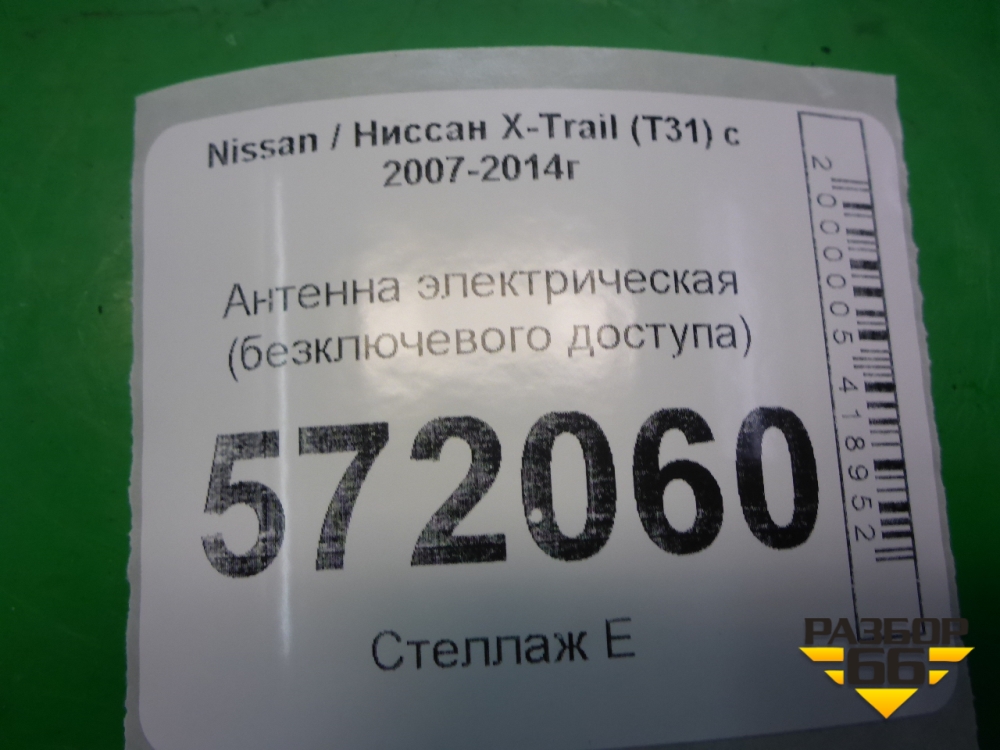 Nissan / Ниссан X-Trail (T31) с
2007-2014г
Антенна электрическая
(безключевого доступа)
572060
Стеллаж Е
2000005418952
РАЗБОР
66